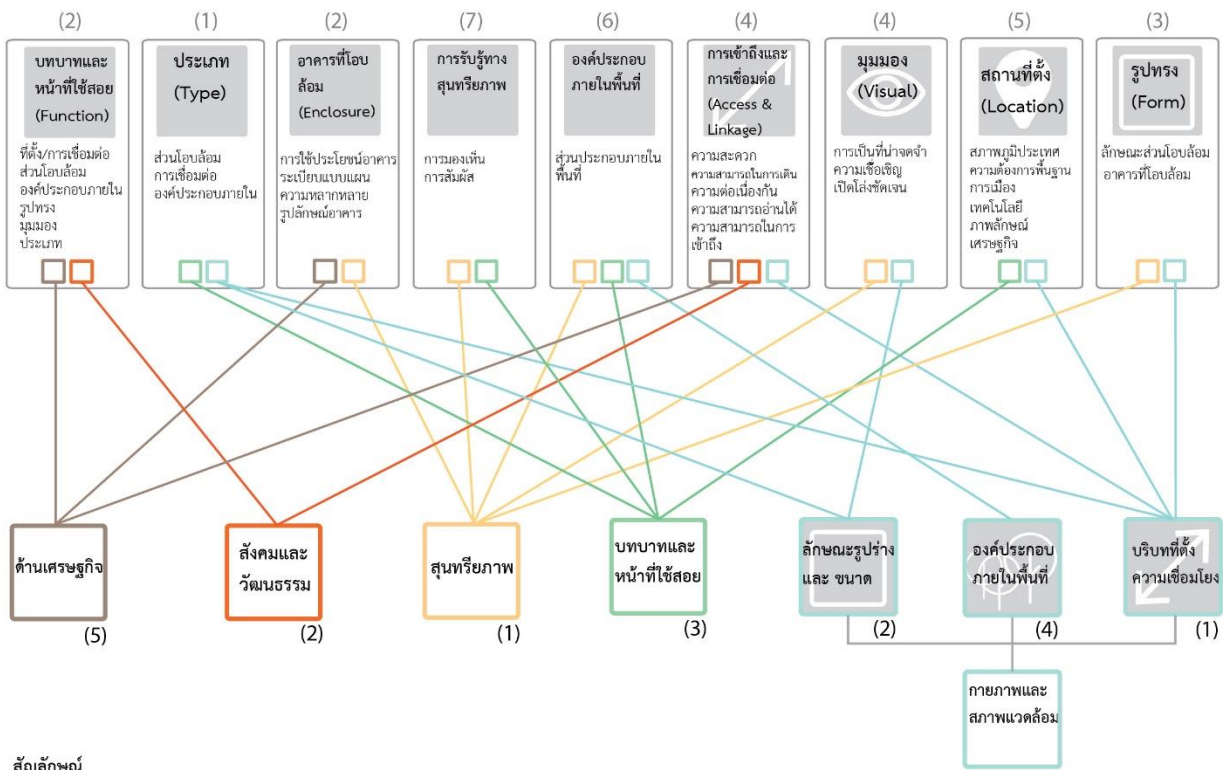 (2)
(1)
(2)
(7)
(6)
(4)
(4)
(5)
(3)
บทบาทและ
หน้าที่ใช้สอย
(Function)
ที่ตั้ง/การเชื่อมต่อ
ส่วนโอบล้อม
องค์ประกอบภายใน
รูปทรง
มุมมอง
ประเภท
ประเภท
(Type)
ส่วนโอบล้อม
การเชื่อมต่อ
องค์ประกอบภายใน
อาคารที่โอบ
ล้อม
(Enclosure)
การใช้ประโยชน์อาคาร
ระเบียบแบบแผน
ความหลากหลาย
รูปลักษณ์อาคาร
การรับรู้ทาง
สุนทรียภาพ
การมองเห็น
การสัมผัส
องค์ประกอบ
ภายในพื้นที่
ส่วนประกอบภายใน
พื้นที่
การเข้าถึงและ
การเชื่อมต่อ
(Access &
Linkage)
ความสะดวก
ความสามารถในการเดิน
ความต่อเนื่องกัน
ความสามารถอ่านได้
ความสามารถในการ
เข้าถึง
มุมมอง
(Visual)
การเป็นที่น่าจดจำ
ความเชื้อเชิญ
เปิดโล่งชัดเจน
สถานที่ตั้ง
(Location)
สภาพภูมิประเทศ
ความต้องการพื้นฐาน
การเมือง
เทคโนโลยี
ภาพลักษณ์
เศรษฐกิจ
รูปทรง
(Form)
ลักษณะส่วนโอบล้อม
อาคารที่โอบล้อม
ด้านเศรษฐกิจ
(5)
สังคมและ
วัฒนธรรม
(2)
สุนทรียภาพ
(1)
บทบาทและ
หน้าที่ใช้สอย
(3)
ลักษณะรูปร่าง
และ ขนาด
(2)
องค์ประกอบ
ภายในพื้นที่
(4)
บริบทที่ตั้ง
ความเชื่อมโยง
(1)
กายภาพและ
สภาพแวดล้อม
สัญลักษณ์